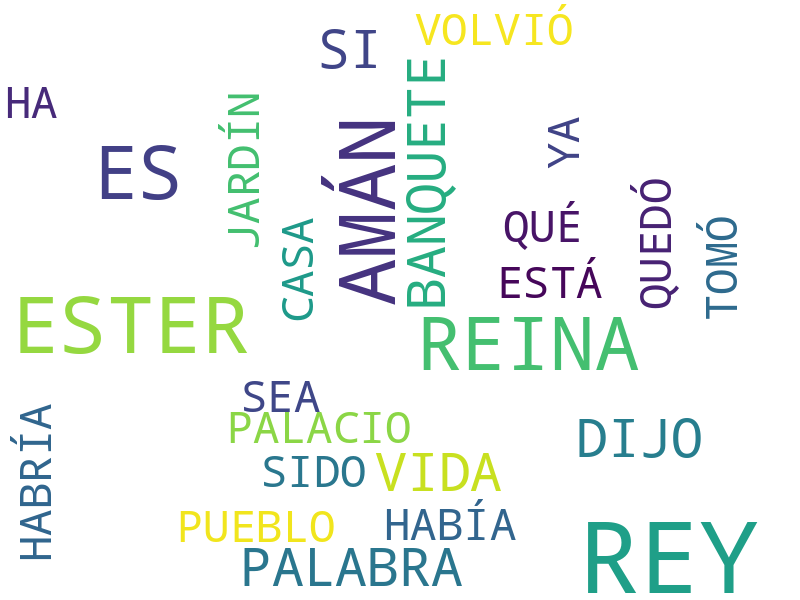 VOLVIÓ
SI
HA
ES
JARDÍN
CASA
AMÁN
BANQUETE
YA
QUÉ
QUEDÓ
TOMÓ
ESTÁ
ESTER
REINA
SEA
PALACIO
HABRÍA
SIDO
VIDA
DIJO
PUEBLO
HABÍA
PALABRA
REY